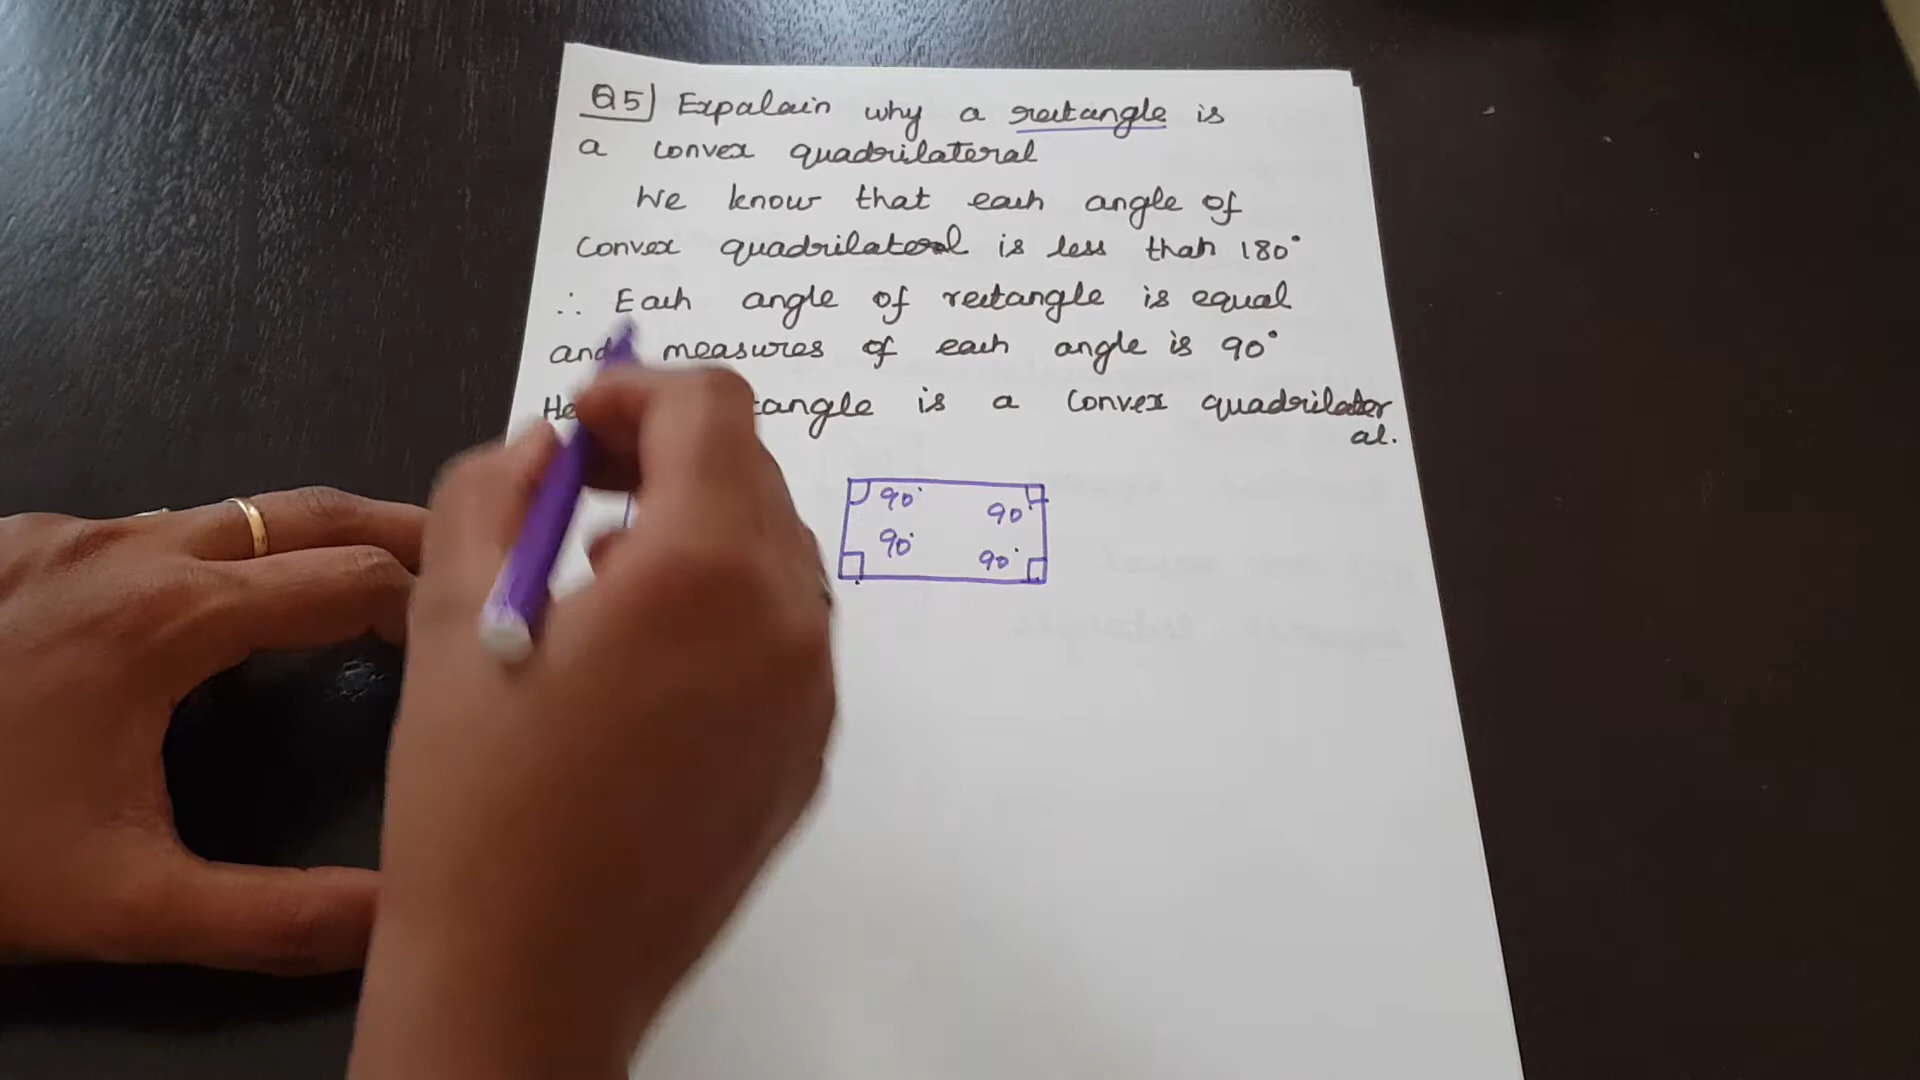 Q5) Expalain why a rectangle is
a convex quadrilateral
We know that each angle of
Convex quadrilateral is less than 180°
∴ Each angle of rectangle is equal
and measures of each angle is 90°
tangle is a convex quadrilater
al.
90° 90°
90° 90°